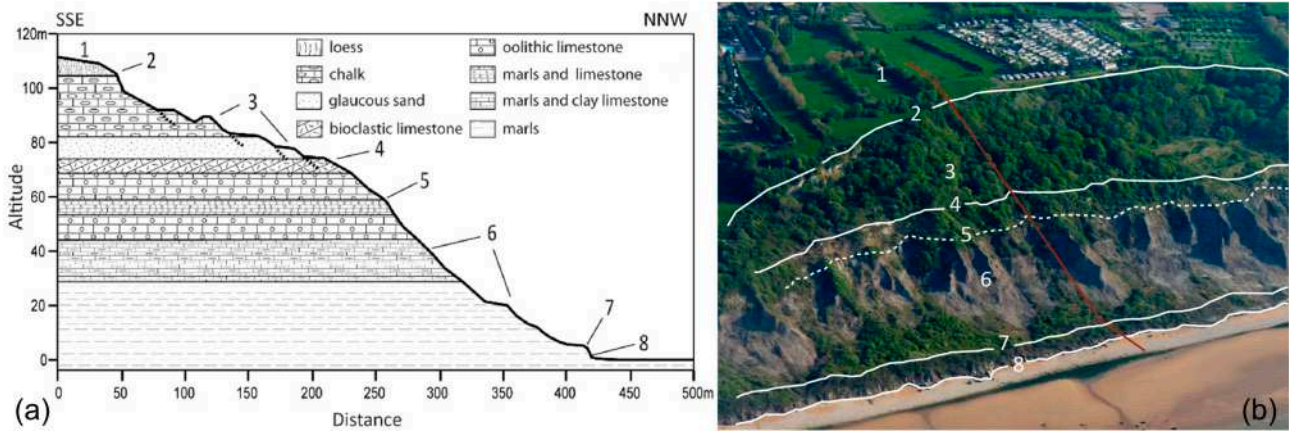 SSE
NNW
120m
100
80
60
40
20
0
Altitude
1
2
3
4
5
6
7
8
loess
chalk
glaucous sand
bioclastic limestone
oolithic limestone
marls and limestone
marls and clay limestone
marls
0
50
100
150
200
250
300
350
400
450
500m
Distance
(a)
1
2
3
4
5
6
7
8
(b)